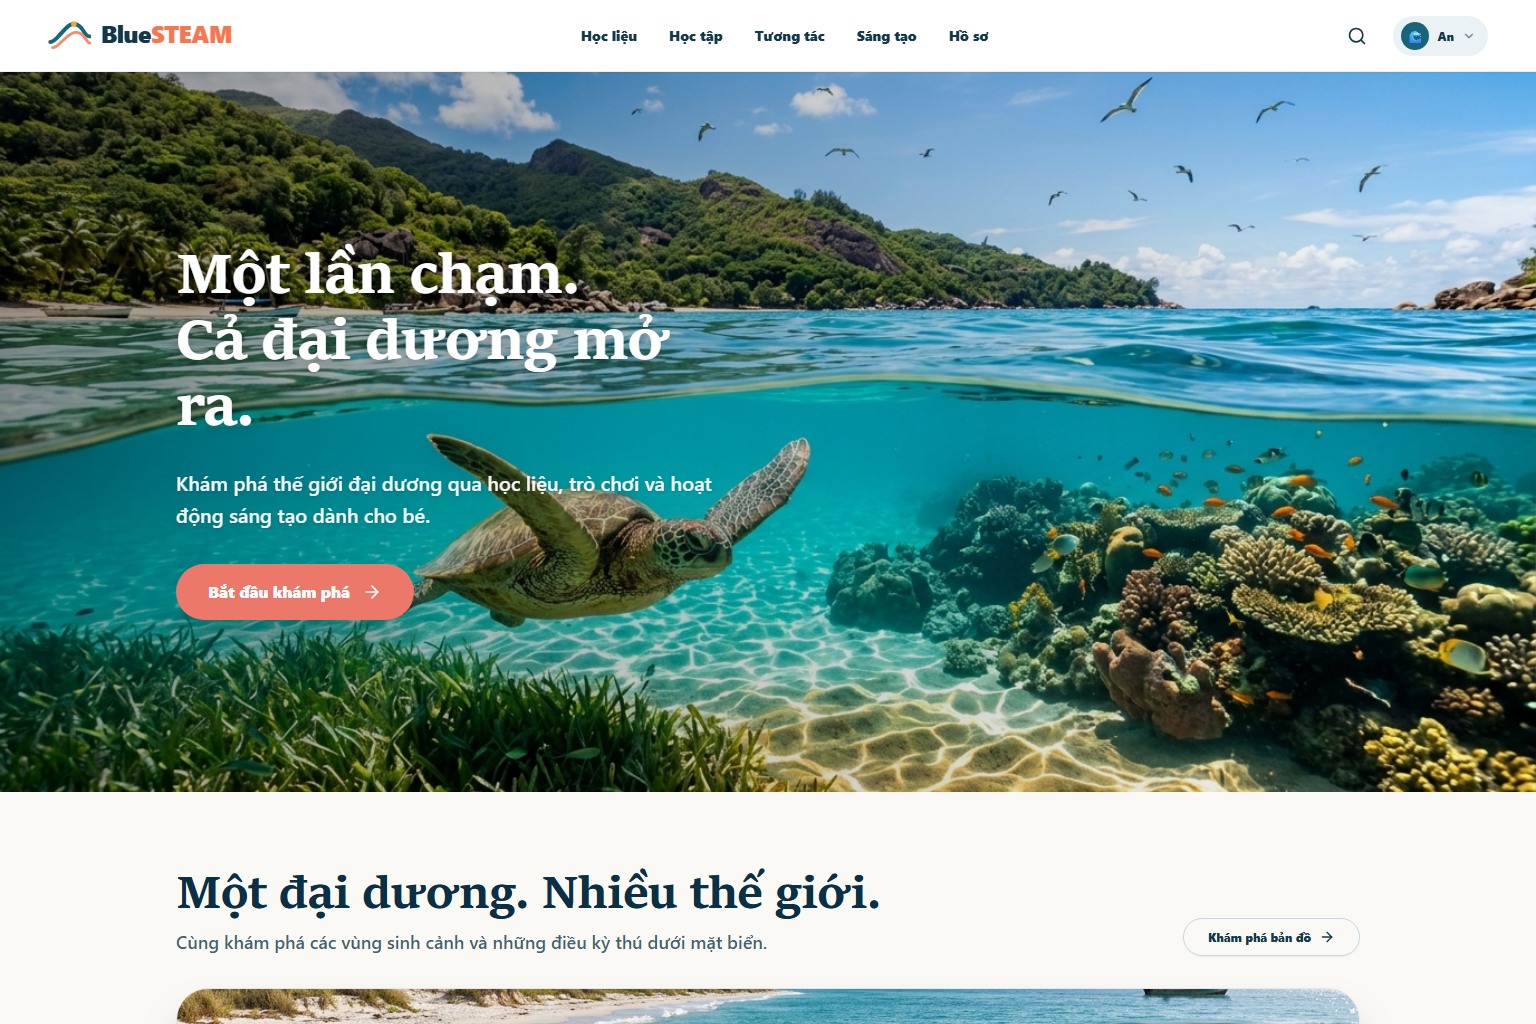 BlueSTEAM
Học liệu
Học tập
Tương tác
Sáng tạo
Hồ sơ
An
Một lần chạm.
Cả đại dương mở
ra.
Khám phá thế giới đại dương qua học liệu, trò chơi và hoạt
động sáng tạo dành cho bé.
Bắt đầu khám phá
Một đại dương. Nhiều thế giới.
Cùng khám phá các vùng sinh cảnh và những điều kỳ thú dưới mặt biển.
Khám phá bản đồ